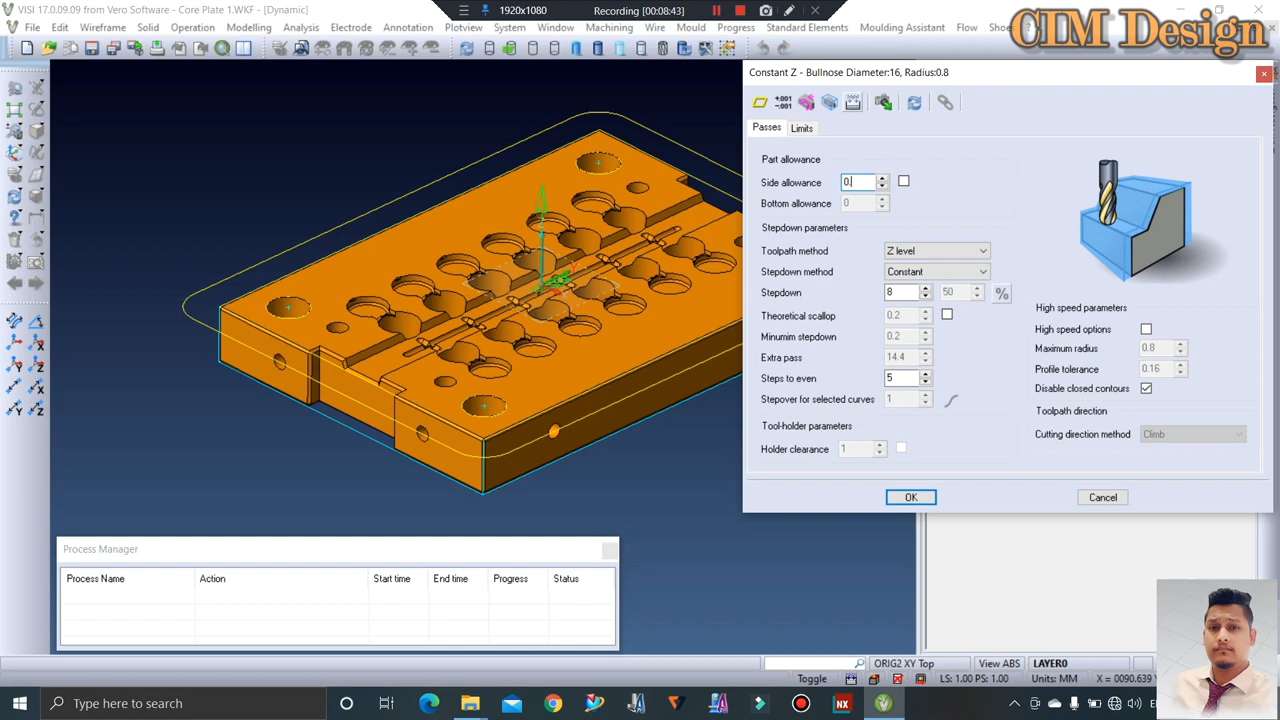 VISI 17.0.09.09 from Vero Software - Core Plate 1.WKF - [Dynamic]
1920x1080
Recording [00:08:43]
CIM Design
File Edit Wireframe Solid Operation Modelling Analysis Electrode Annotation Plotview System Window Machining Wire Mould Progress Standard Elements Moulding Assistant Flow
Constant Z - Bullnose Diameter:16, Radius:0.8
+.001
-.001
Passes Limits
Part allowance
Side allowance 0.
Bottom allowance 0
Stepdown parameters
Toolpath method Z level
Stepdown method Constant
Stepdown 8 50 %
Theoretical scallop 0.2
Minumim stepdown 0.2
Extra pass 14.4
Steps to even 5
Stepover for selected curves 1
Tool-holder parameters
Holder clearance 1
High speed parameters
High speed options
Maximum radius 0.8
Profile tolerance 0.16
Disable closed contours
Toolpath direction
Cutting direction method Climb
OK Cancel
Process Manager
Process Name Action Start time End time Progress Status
ORIG2 XY Top View ABS LAYER0
Toggle LS: 1.00 PS: 1.00 Units: MM X = 0090.639
Type here to search
NX